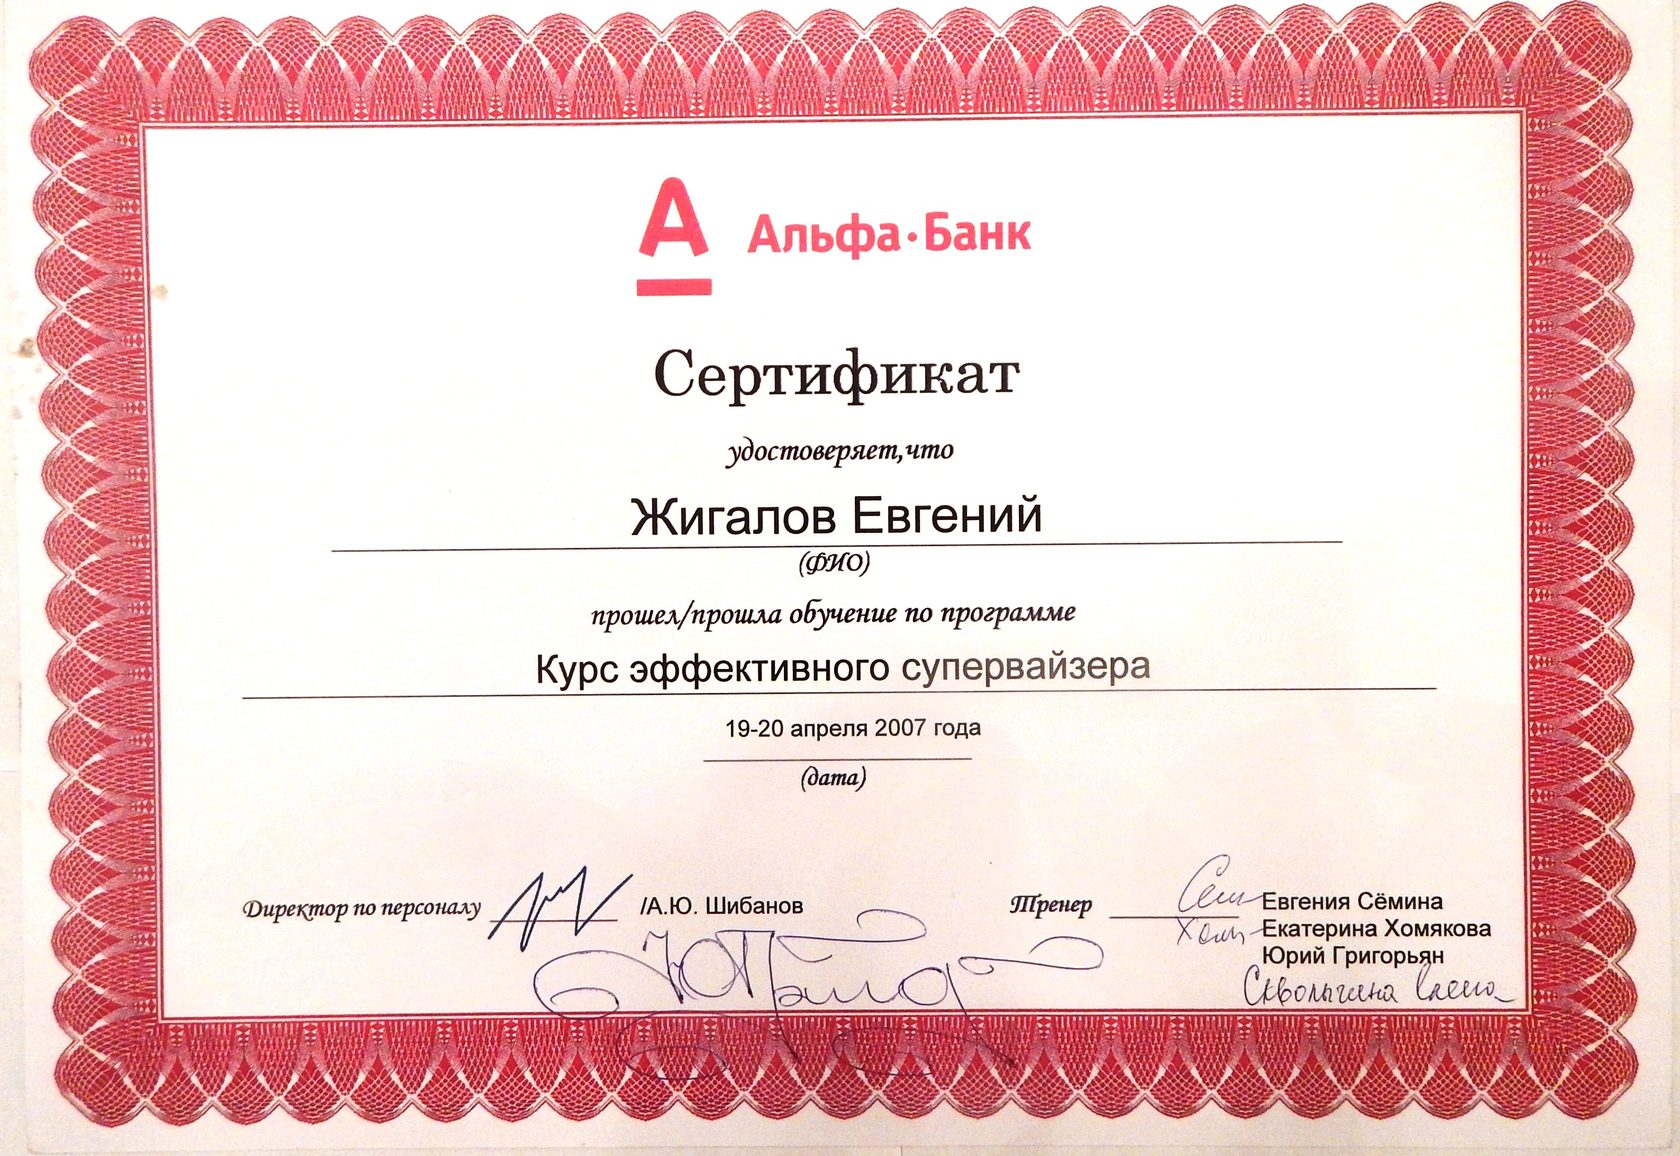 А Альфа·Банк
Сертификат
удостоверяет,что
Жигалов Евгений
(ФИО)
прошел/прошла обучение по программе
Курс эффективного супервайзера
19-20 апреля 2007 года
(дата)
Директор по персоналу /А.Ю. Шибанов
Тренер Евгения Сёмина
Екатерина Хомякова
Юрий Григорьян
Елена